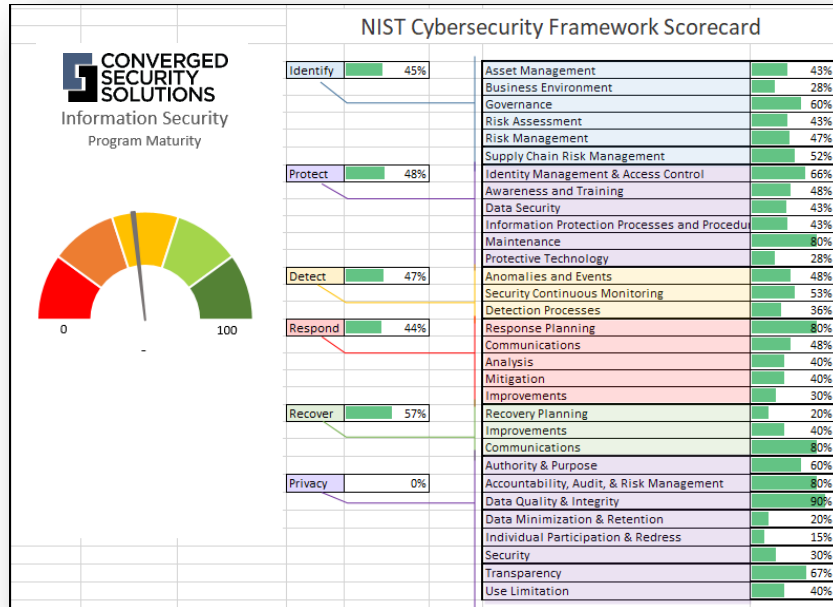 NIST Cybersecurity Framework Scorecard
CONVERGED
SECURITY
SOLUTIONS
Information Security
Program Maturity
0
100
-
Identify 45%
Asset Management 43%
Business Environment 28%
Governance 60%
Risk Assessment 43%
Risk Management 47%
Supply Chain Risk Management 52%
Protect 48%
Identity Management & Access Control 66%
Awareness and Training 48%
Data Security 43%
Information Protection Processes and Procedu 43%
Maintenance 80%
Protective Technology 28%
Detect 47%
Anomalies and Events 48%
Security Continuous Monitoring 53%
Detection Processes 36%
Respond 44%
Response Planning 80%
Communications 48%
Analysis 40%
Mitigation 40%
Improvements 30%
Recover 57%
Recovery Planning 20%
Improvements 40%
Communications 80%
Privacy 0%
Authority & Purpose 60%
Accountability, Audit, & Risk Management 80%
Data Quality & Integrity 90%
Data Minimization & Retention 20%
Individual Participation & Redress 15%
Security 30%
Transparency 67%
Use Limitation 40%